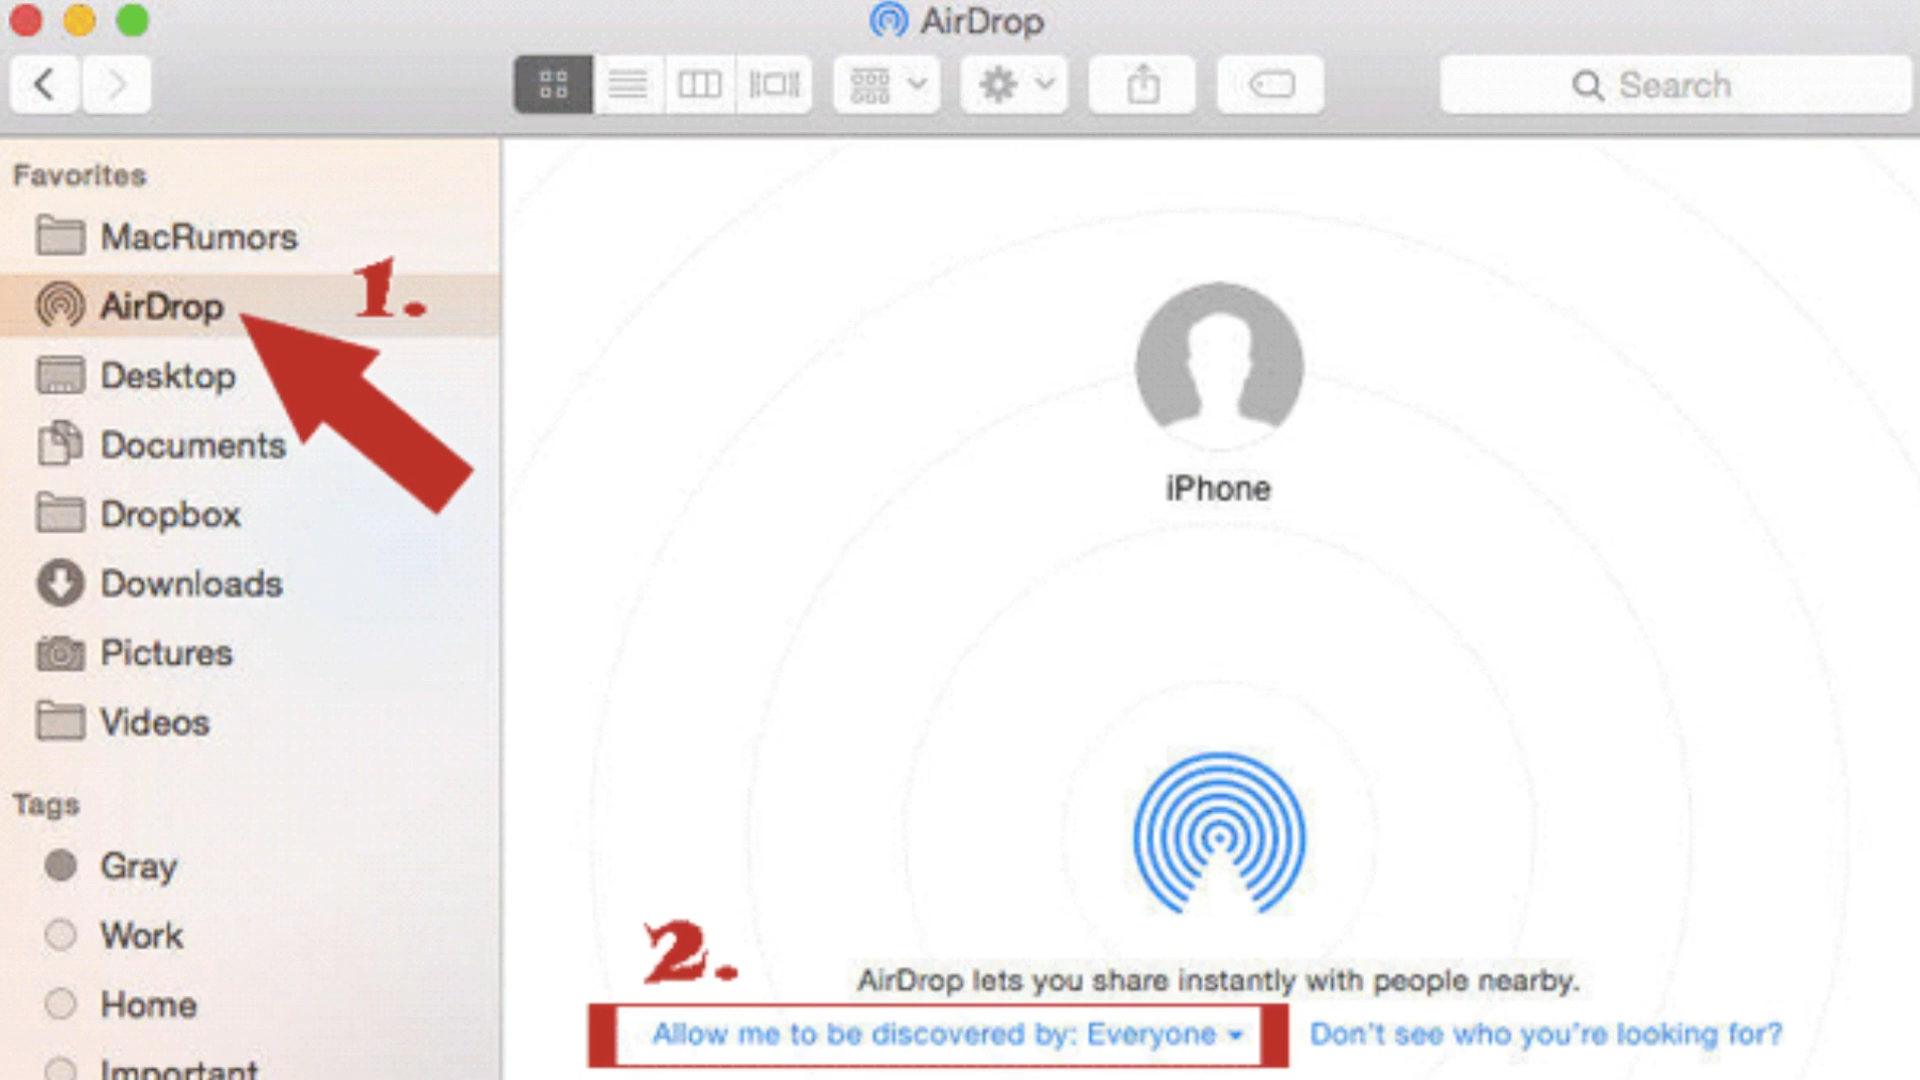 AirDrop
Search
Favorites
MacRumors
AirDrop
1.
Desktop
Documents
Dropbox
Downloads
Pictures
Videos
Tags
Gray
Work
Home
Important
iPhone
2.
AirDrop lets you share instantly with people nearby.
Allow me to be discovered by: Everyone
Don't see who you're looking for?